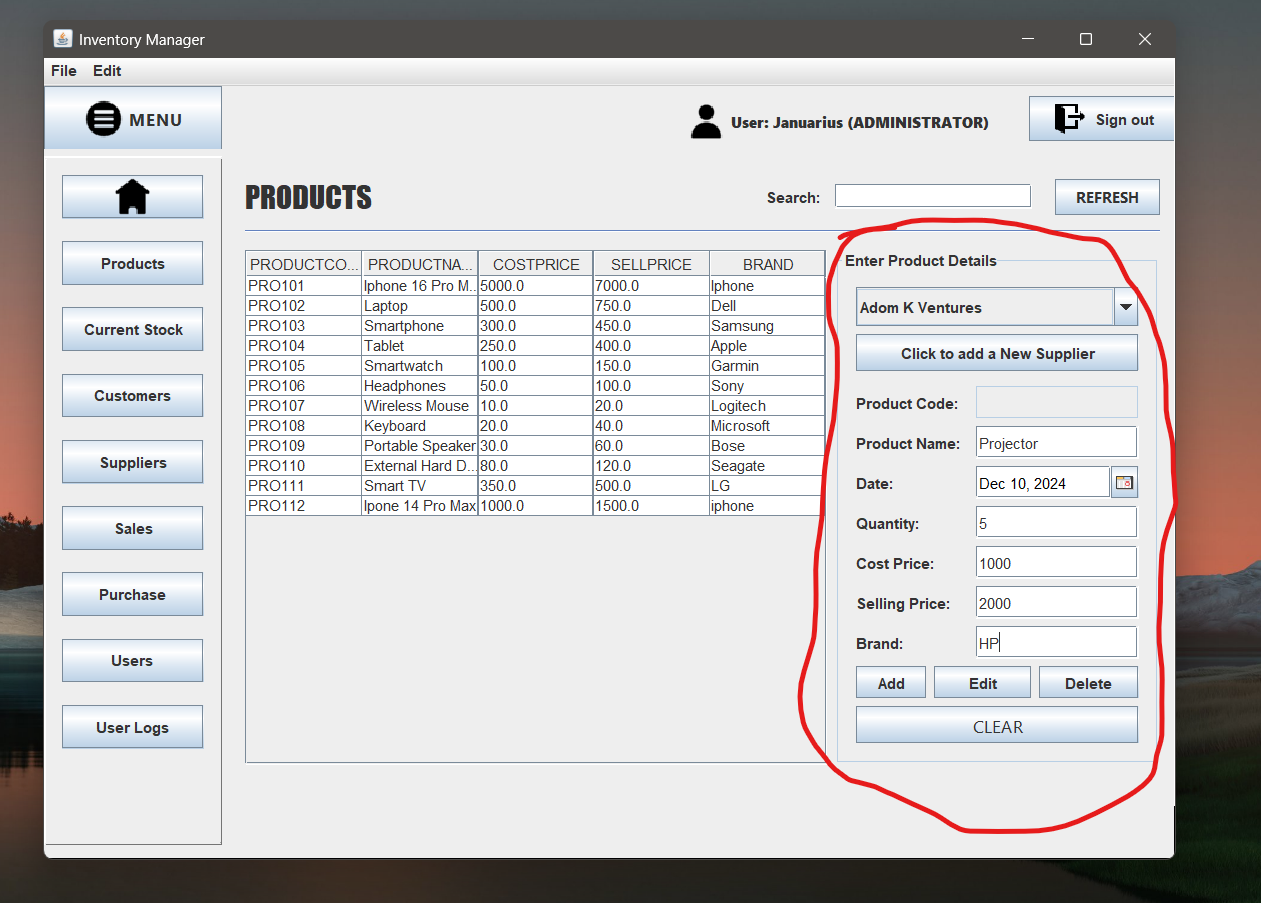 Inventory Manager
File Edit
MENU
User: Januarius (ADMINISTRATOR)
Sign out
PRODUCTS
Search:
REFRESH
Products
Current Stock
Customers
Suppliers
Sales
Purchase
Users
User Logs
PRODUCTCO... PRODUCTNA... COSTPRICE SELLPRICE BRAND
PRO101 Iphone 16 Pro M... 5000.0 7000.0 Iphone
PRO102 Laptop 500.0 750.0 Dell
PRO103 Smartphone 300.0 450.0 Samsung
PRO104 Tablet 250.0 400.0 Apple
PRO105 Smartwatch 100.0 150.0 Garmin
PRO106 Headphones 50.0 100.0 Sony
PRO107 Wireless Mouse 10.0 20.0 Logitech
PRO108 Keyboard 20.0 40.0 Microsoft
PRO109 Portable Speaker 30.0 60.0 Bose
PRO110 External Hard D... 80.0 120.0 Seagate
PRO111 Smart TV 350.0 500.0 LG
PRO112 Ipone 14 Pro Max 1000.0 1500.0 iphone
Enter Product Details
Adom K Ventures
Click to add a New Supplier
Product Code:
Product Name: Projector
Date: Dec 10, 2024
Quantity: 5
Cost Price: 1000
Selling Price: 2000
Brand: HP
Add Edit Delete
CLEAR